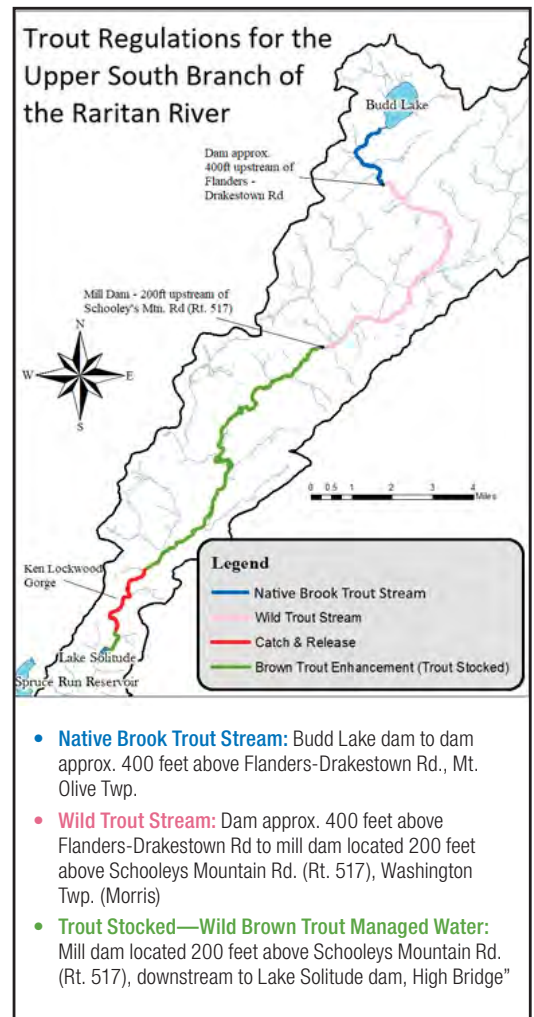 Trout Regulations for the
Upper South Branch of
the Raritan River
Budd Lake
Dam approx.
400ft upstream of
Flanders -
Drakestown Rd
Mill Dam - 200ft upstream of
Schooley's Mtn. Rd (Rt. 517)
N
W
E
S
0 0.5 1 2 3 4
Miles
Ken Lockwood
Gorge
Lake Solitude
Spruce Run Reservoir
Legend
Native Brook Trout Stream
Wild Trout Stream
Catch & Release
Brown Trout Enhancement (Trout Stocked)
• Native Brook Trout Stream: Budd Lake dam to dam
approx. 400 feet above Flanders-Drakestown Rd., Mt.
Olive Twp.
• Wild Trout Stream: Dam approx. 400 feet above
Flanders-Drakestown Rd to mill dam located 200 feet
above Schooleys Mountain Rd. (Rt. 517), Washington
Twp. (Morris)
• Trout Stocked—Wild Brown Trout Managed Water:
Mill dam located 200 feet above Schooleys Mountain Rd.
(Rt. 517), downstream to Lake Solitude dam, High Bridge”